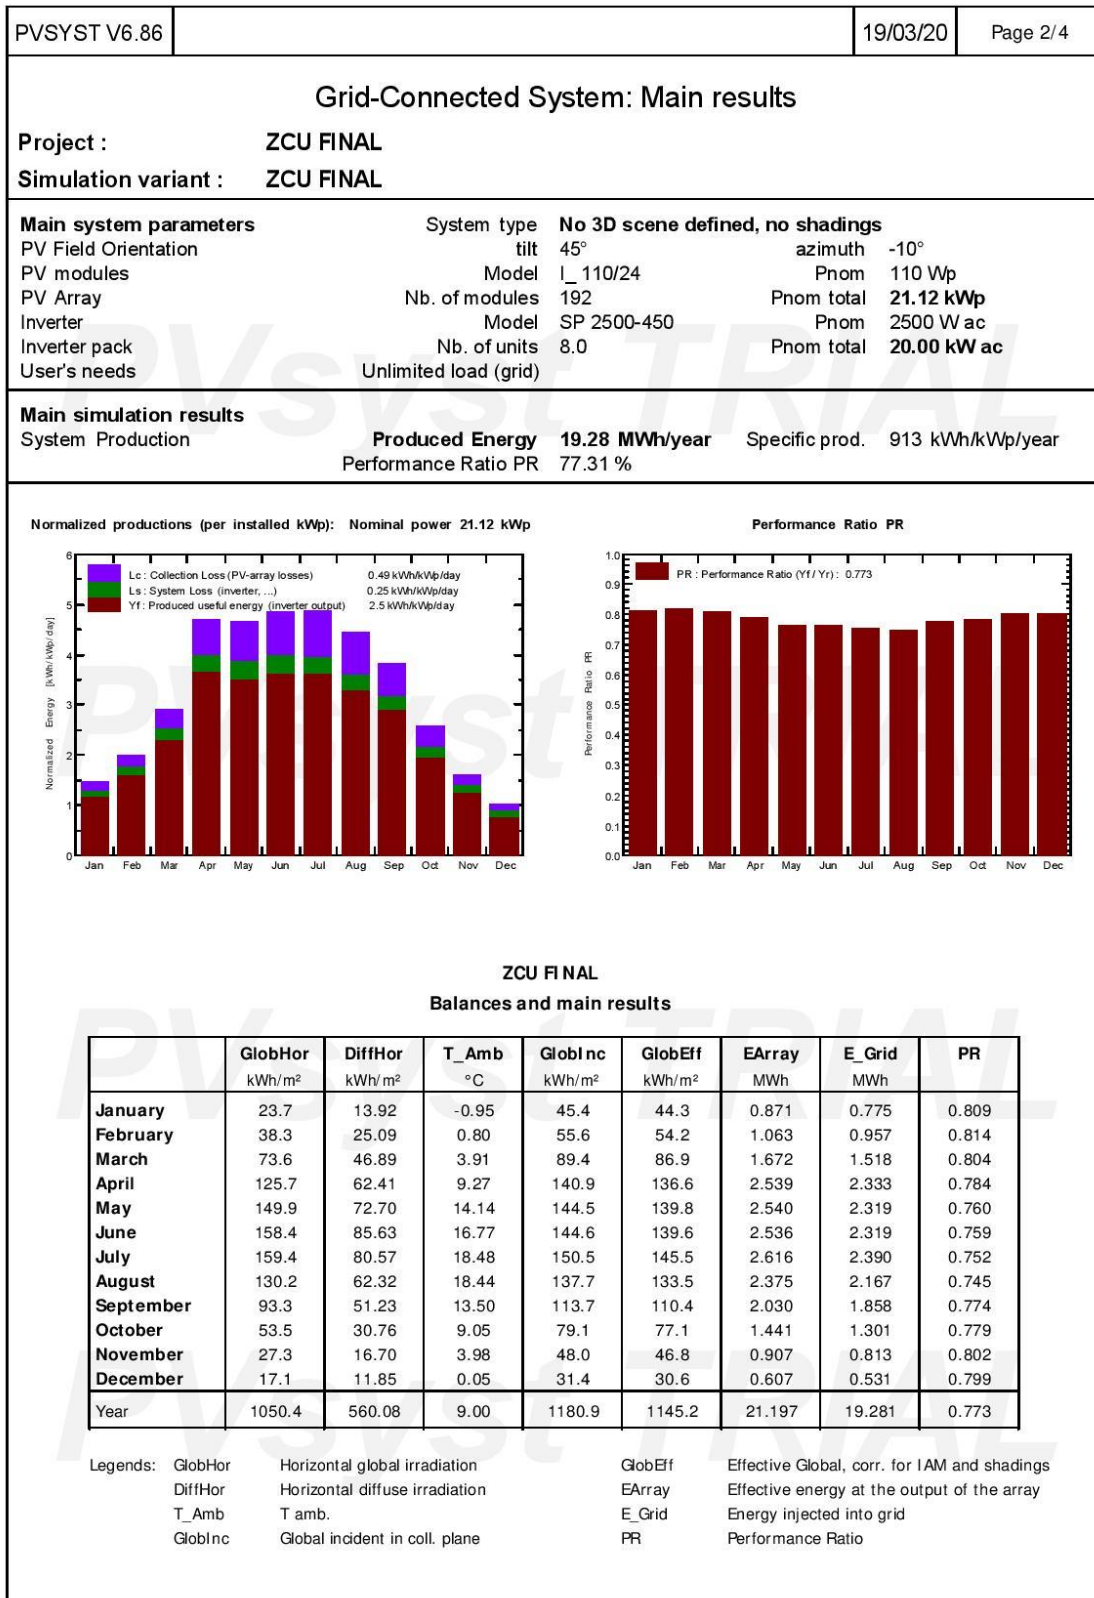 PVSYST V6.86 19/03/20 Page 2/4
Grid-Connected System: Main results
Project : ZCU FINAL
Simulation variant : ZCU FINAL
Main system parameters System type No 3D scene defined, no shadings
PV Field Orientation tilt 45° azimuth -10°
PV modules Model I_110/24 Pnom 110 Wp
PV Array Nb. of modules 192 Pnom total 21.12 kWp
Inverter Model SP 2500-450 Pnom 2500 W ac
Inverter pack Nb. of units 8.0 Pnom total 20.00 kW ac
User's needs Unlimited load (grid)
Main simulation results
System Production Produced Energy 19.28 MWh/year Specific prod. 913 kWh/kWp/year
Performance Ratio PR 77.31 %
Normalized productions (per installed kWp): Nominal power 21.12 kWp
Lc : Collection Loss (PV-array losses) 0.49 kWh/kWp/day
Ls : System Loss (inverter, ...) 0.25 kWh/kWp/day
Yf : Produced useful energy (inverter output) 2.5 kWh/kWp/day
Normalized Energy [kWh/kWp/day]
6
5
4
3
2
1
0
Jan Feb Mar Apr May Jun Jul Aug Sep Oct Nov Dec
Performance Ratio PR
PR : Performance Ratio (Yf / Yr) : 0.773
Performance Ratio PR
1.0
0.9
0.8
0.7
0.6
0.5
0.4
0.3
0.2
0.1
0.0
Jan Feb Mar Apr May Jun Jul Aug Sep Oct Nov Dec
ZCU FINAL
Balances and main results
GlobHor DiffHor T_Amb GlobInc GlobEff EArray E_Grid PR
kWh/m² kWh/m² °C kWh/m² kWh/m² MWh MWh
January 23.7 13.92 -0.95 45.4 44.3 0.871 0.775 0.809
February 38.3 25.09 0.80 55.6 54.2 1.063 0.957 0.814
March 73.6 46.89 3.91 89.4 86.9 1.672 1.518 0.804
April 125.7 62.41 9.27 140.9 136.6 2.539 2.333 0.784
May 149.9 72.70 14.14 144.5 139.8 2.540 2.319 0.760
June 158.4 85.63 16.77 144.6 139.6 2.536 2.319 0.759
July 159.4 80.57 18.48 150.5 145.5 2.616 2.390 0.752
August 130.2 62.32 18.44 137.7 133.5 2.375 2.167 0.745
September 93.3 51.23 13.50 113.7 110.4 2.030 1.858 0.774
October 53.5 30.76 9.05 79.1 77.1 1.441 1.301 0.779
November 27.3 16.70 3.98 48.0 46.8 0.907 0.813 0.802
December 17.1 11.85 0.05 31.4 30.6 0.607 0.531 0.799
Year 1050.4 560.08 9.00 1180.9 1145.2 21.197 19.281 0.773
Legends: GlobHor Horizontal global irradiation GlobEff Effective Global, corr. for IAM and shadings
DiffHor Horizontal diffuse irradiation EArray Effective energy at the output of the array
T_Amb T amb. E_Grid Energy injected into grid
GlobInc Global incident in coll. plane PR Performance Ratio
PVsyst TRIAL
PVsyst TRIAL
PVsyst TRIAL
PVsyst TRIAL